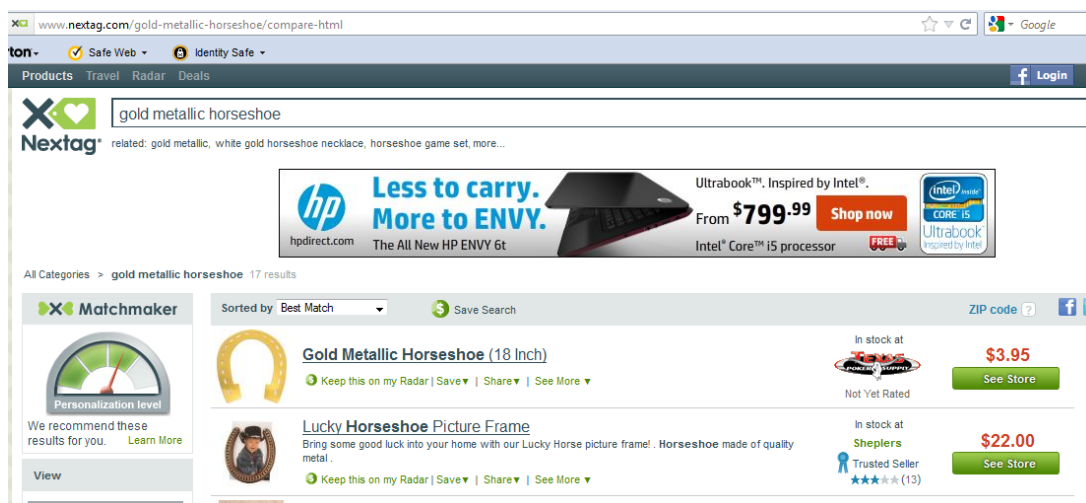 www.nextag.com/gold-metallic-horseshoe/compare-html
Google
ton
Safe Web
Identity Safe
Products Travel Radar Deals
f Login
gold metallic horseshoe
Nextag
related: gold metallic, white gold horseshoe necklace, horseshoe game set, more...
hp
hpdirect.com
Less to carry.
More to ENVY.
The All New HP ENVY 6t
Ultrabook™. Inspired by Intel®.
From $799.99
Shop now
Intel® Core™ i5 processor
FREE
intel inside
CORE i5
Ultrabook
Inspired by Intel
All Categories > gold metallic horseshoe 17 results
Matchmaker
Personalization level
We recommend these
results for you. Learn More
View
Sorted by Best Match
$ Save Search
ZIP code ?
f
Gold Metallic Horseshoe (18 Inch)
Keep this on my Radar | Save | Share | See More
In stock at
TEXAS
POKER SUPPLY
Not Yet Rated
$3.95
See Store
Lucky Horseshoe Picture Frame
Bring some good luck into your home with our Lucky Horse picture frame! . Horseshoe made of quality
metal .
Keep this on my Radar | Save | Share | See More
In stock at
Sheplers
Trusted Seller
(13)
$22.00
See Store